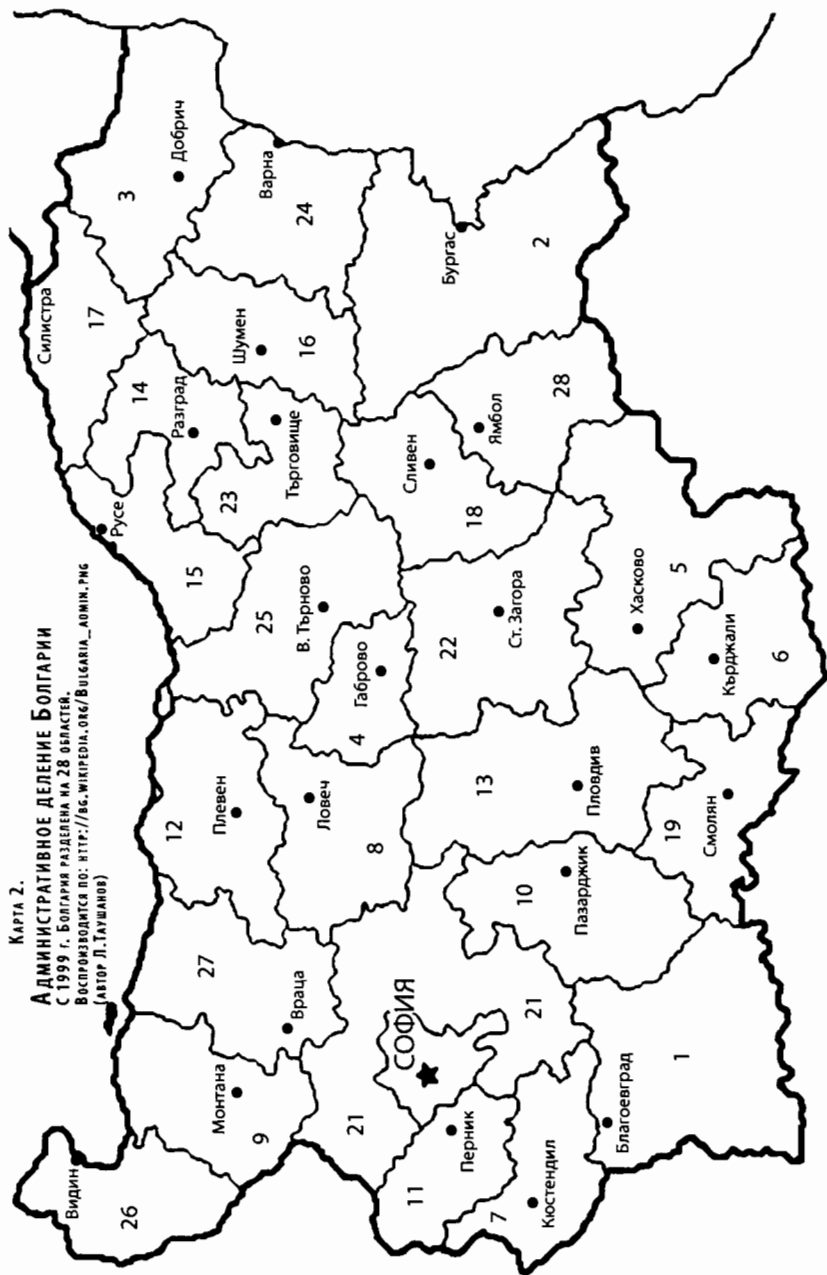 Карта 2.
Административное деление Болгарии
С 1999 г. Болгария разделена на 28 областей.
Воспроизводится по: http://bg.wikipedia.org/Bulgaria_admin.png
(автор Л.Таушанов)
Видин
26
Монтана
9
Враца
27
Плевен
12
Ловеч
8
Габрово
4
В. Търново
25
Русе
15
Разград
14
Силистра
17
Добрич
3
Варна
24
Шумен
16
Търговище
23
СОФИЯ
21
21
Перник
11
Кюстендил
7
Благоевград
1
Пазарджик
10
Пловдив
13
Смолян
19
Ст. Загора
22
Сливен
18
Ямбол
28
Бургас
2
Хасково
5
Кърджали
6